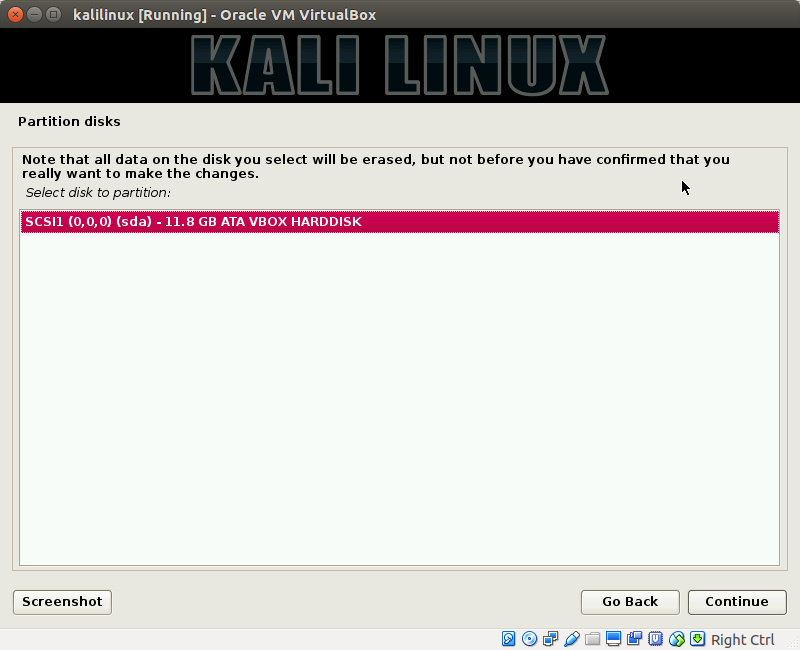 kalilinux [Running] - Oracle VM VirtualBox
KALI LINUX
Partition disks
Note that all data on the disk you select will be erased, but not before you have confirmed that you
really want to make the changes.
Select disk to partition:
SCSI1 (0,0,0) (sda) - 11.8 GB ATA VBOX HARDDISK
Screenshot
Go Back
Continue
Right Ctrl